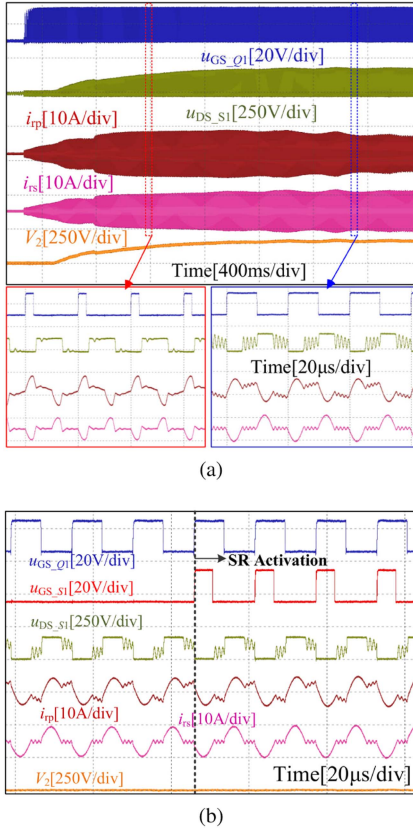 u_GS_Q1[20V/div]
i_rp[10A/div] u_DS_S1[250V/div]
i_rs[10A/div]
V_2[250V/div]
Time[400ms/div]
Time[20μs/div]
(a)
SR Activation
u_GS_Q1[20V/div]
u_GS_S1[20V/div]
u_DS_S1[250V/div]
i_rp[10A/div] i_rs[10A/div]
V_2[250V/div] Time[20μs/div]
(b)